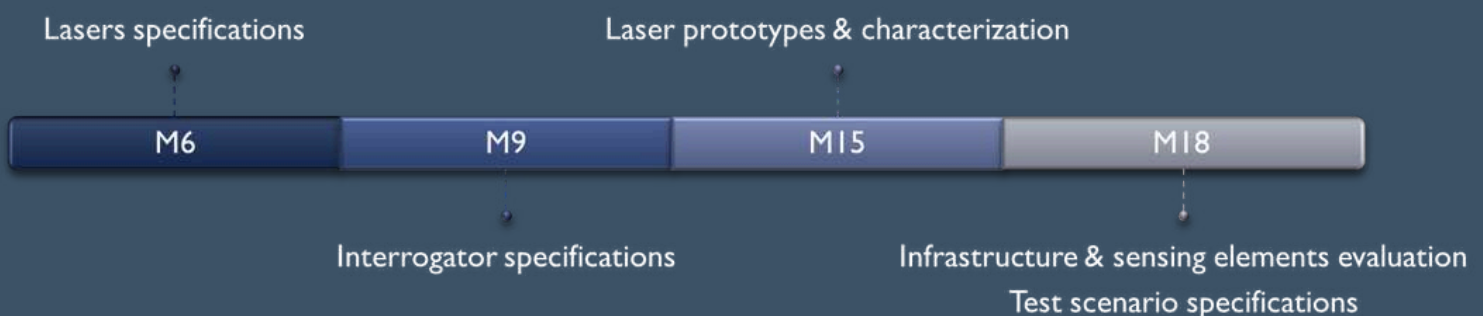 Lasers specifications
Laser prototypes & characterization
M6
M9
M15
M18
Interrogator specifications
Infrastructure & sensing elements evaluation
Test scenario specifications